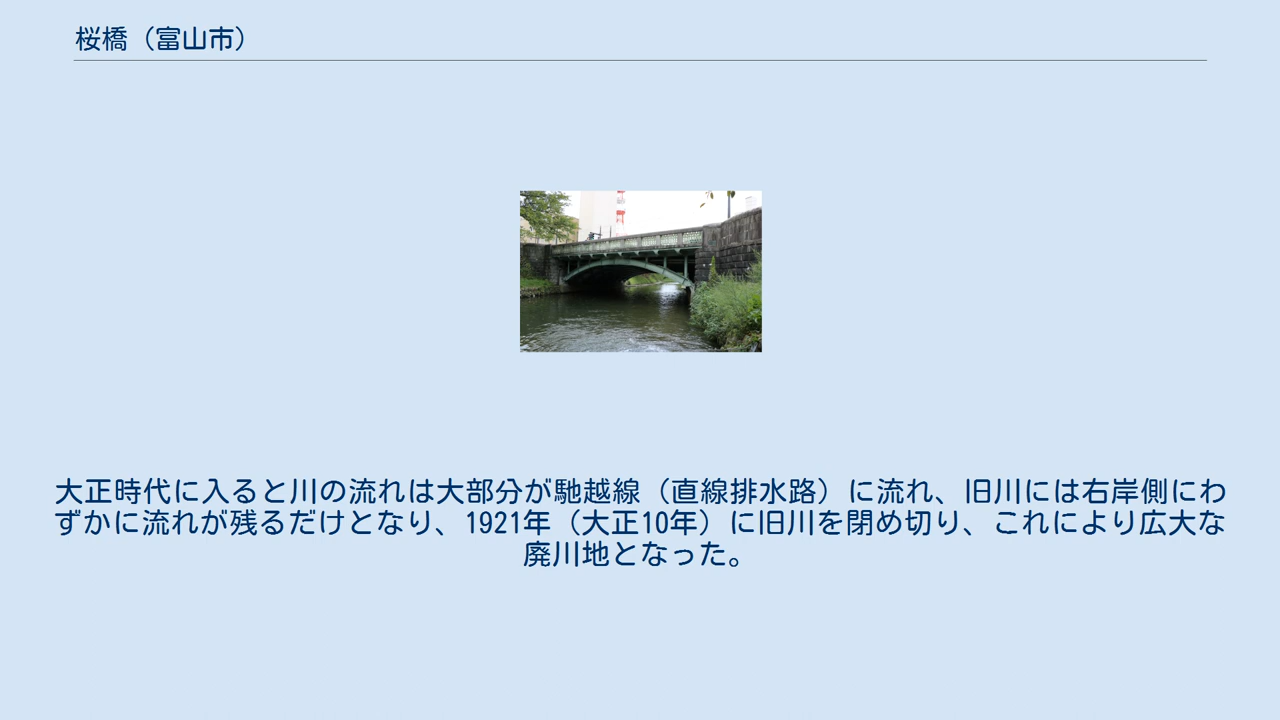 桜橋（富山市）
大正時代に入ると川の流れは大部分が馳越線（直線排水路）に流れ、旧川には右岸側にわ
ずかに流れが残るだけとなり、1921年（大正10年）に旧川を閉め切り、これにより広大な
廃川地となった。